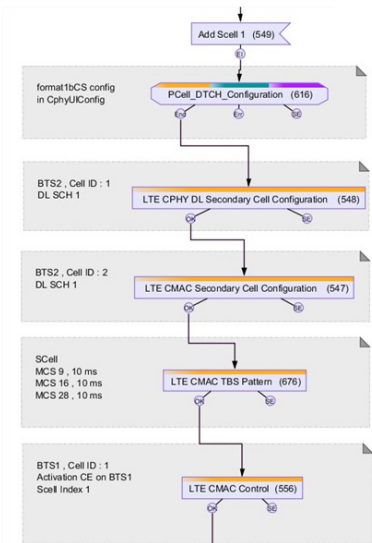 Add Scell 1 (549)
E1
format1bCS config
in CphyUlConfig
PCell_DTCH_Configuration (616)
End
Err
SE
BTS2 , Cell ID : 1
DL SCH 1
LTE CPHY DL Secondary Cell Configuration (548)
OK
SE
BTS2 , Cell ID : 2
DL SCH 1
LTE CMAC Secondary Cell Configuration (547)
OK
SE
SCell
MCS 9 , 10 ms
MCS 16 , 10 ms
MCS 28 , 10 ms
LTE CMAC TBS Pattern (676)
OK
SE
BTS1 , Cell ID : 1
Activation CE on BTS1
Scell Index 1
LTE CMAC Control (556)
OK
SE